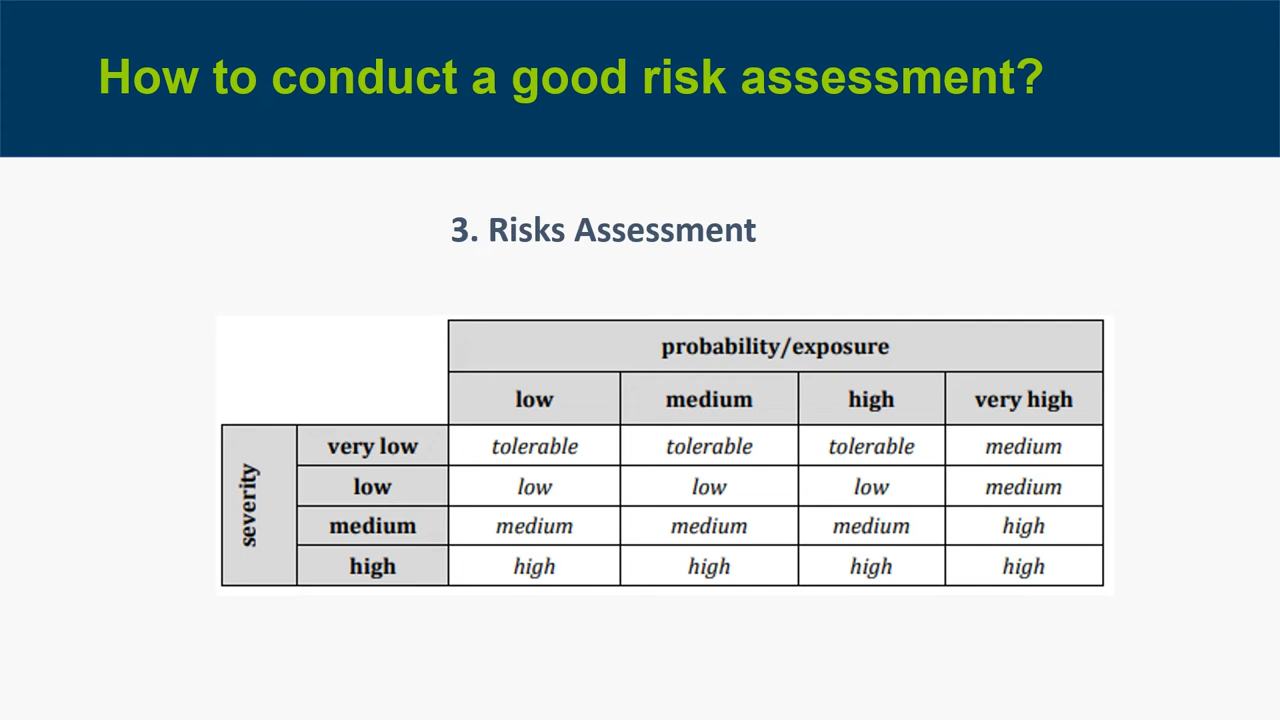 How to conduct a good risk assessment?
3. Risks Assessment
probability/exposure
low medium high very high
severity
very low tolerable tolerable tolerable medium
low low low low medium
medium medium medium medium high
high high high high high